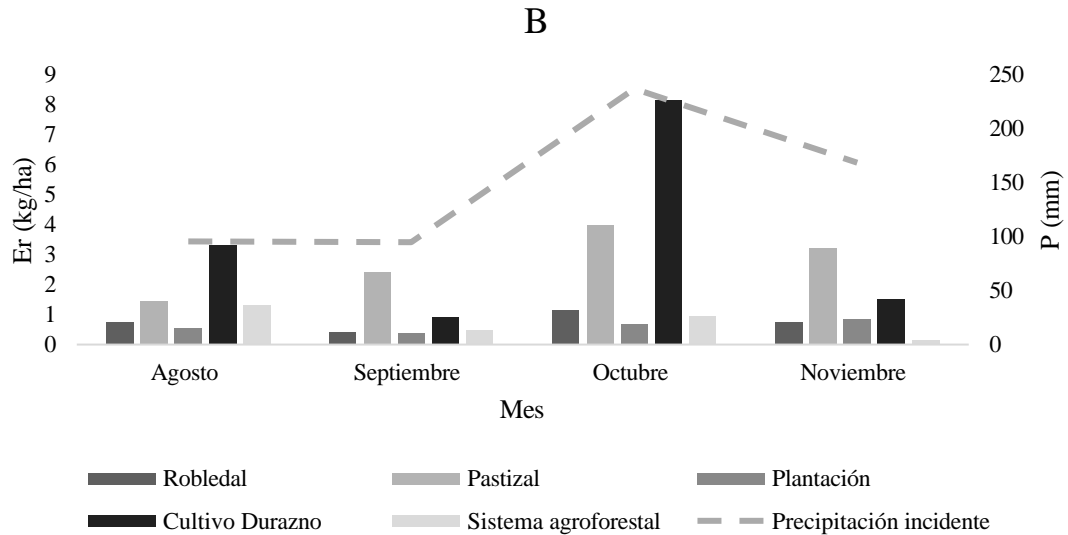 B
9
8
7
6
5
4
3
2
1
0
Er (kg/ha)
250
200
150
100
50
0
P (mm)
Agosto Septiembre Octubre Noviembre
Mes
Robledal Pastizal Plantación
Cultivo Durazno Sistema agroforestal Precipitación incidente